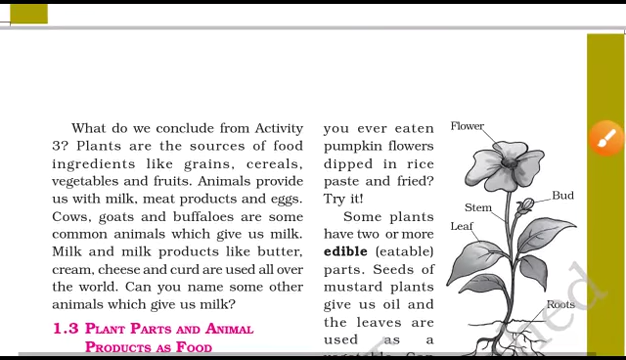 What do we conclude from Activity
3? Plants are the sources of food
ingredients like grains, cereals,
vegetables and fruits. Animals provide
us with milk, meat products and eggs.
Cows, goats and buffaloes are some
common animals which give us milk.
Milk and milk products like butter,
cream, cheese and curd are used all over
the world. Can you name some other
animals which give us milk?
1.3 PLANT PARTS AND ANIMAL
PRODUCTS AS FOOD
you ever eaten
pumpkin flowers
dipped in rice
paste and fried?
Try it!
Some plants
have two or more
edible (eatable)
parts. Seeds of
mustard plants
give us oil and
the leaves are
used as a
Flower
Bud
Stem
Leaf
Roots